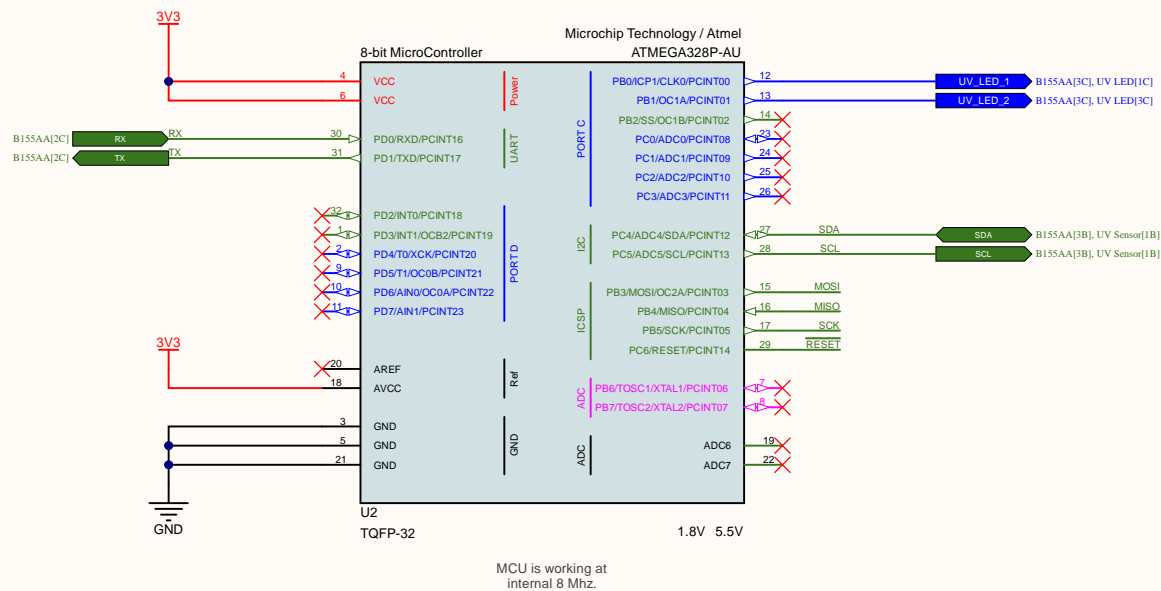 3V3
Microchip Technology / Atmel
8-bit MicroController
ATMEGA328P-AU
4 VCC
6 VCC
Power
B155AA[2C] RX RX 30 PD0/RXD/PCINT16
B155AA[2C] TX TX 31 PD1/TXD/PCINT17
UART
32 PD2/INT0/PCINT18
1 PD3/INT1/OCB2/PCINT19
2 PD4/T0/XCK/PCINT20
9 PD5/T1/OC0B/PCINT21
10 PD6/AIN0/OC0A/PCINT22
11 PD7/AIN1/PCINT23
PORT D
3V3
20 AREF
18 AVCC
Ref
3 GND
5 GND
21 GND
GND
GND
PORT C
PB0/ICP1/CLK0/PCINT00 12 UV_LED_1 B155AA[3C], UV LED[1C]
PB1/OC1A/PCINT01 13 UV_LED_2 B155AA[3C], UV LED[3C]
PB2/SS/OC1B/PCINT02 14
PC0/ADC0/PCINT08 23
PC1/ADC1/PCINT09 24
PC2/ADC2/PCINT10 25
PC3/ADC3/PCINT11 26
I2C
PC4/ADC4/SDA/PCINT12 27 SDA SDA B155AA[3B], UV Sensor[1B]
PC5/ADC5/SCL/PCINT13 28 SCL SCL B155AA[3B], UV Sensor[1B]
ICSP
PB3/MOSI/OC2A/PCINT03 15 MOSI
PB4/MISO/PCINT04 16 MISO
PB5/SCK/PCINT05 17 SCK
PC6/RESET/PCINT14 29 RESET
ADC
PB6/TOSC1/XTAL1/PCINT06 7
PB7/TOSC2/XTAL2/PCINT07 8
ADC
ADC6 19
ADC7 22
U2
TQFP-32
1.8V 5.5V
MCU is working at
internal 8 Mhz.